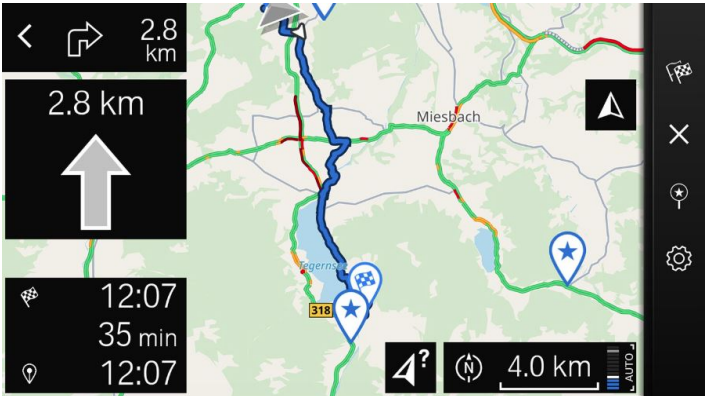 2.8
km
2.8 km
Miesbach
Tegernsee
318
12:07
35 min
12:07
?
N
4.0 km
AUTO